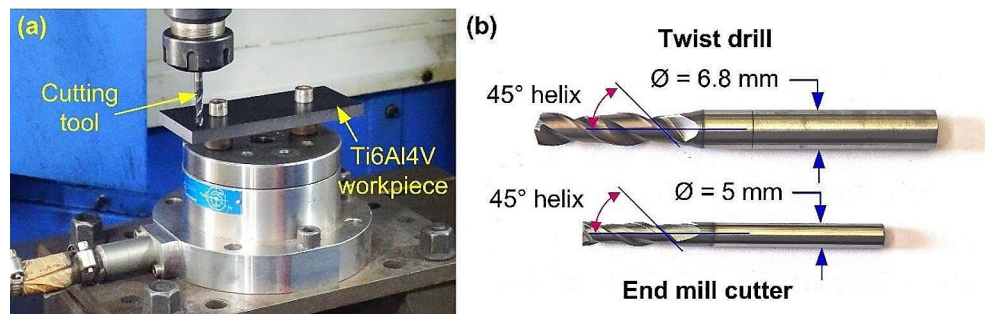 (a)
Cutting
tool
Ti6Al4V
workpiece
(b)
Twist drill
Ø = 6.8 mm
45° helix
Ø = 5 mm
45° helix
End mill cutter